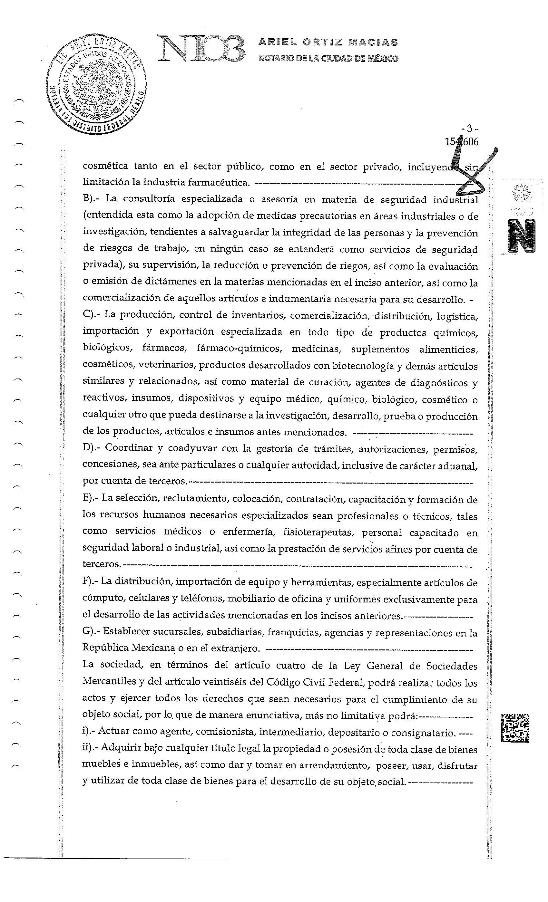 NIO3 ARIEL ORTIZ MACIAS
NOTARIO DE LA CIUDAD DE MÉXICO
- 3 -
cosmética tanto en el sector público, como en el sector privado, incluyendo sin
limitación la industria farmacéutica. ------------------------------
B).- La consultoría especializada o asesoría en materia de seguridad industrial
(entendida esta como la adopción de medidas precautorias en áreas industriales o de
investigación, tendientes a salvaguardar la integridad de las personas y la prevención
de riesgos de trabajo, en ningún caso se entenderá como servicios de seguridad
privada), su supervisión, la reducción o prevención de riegos, así como la evaluación
o emisión de dictámenes en la materias mencionadas en el inciso anterior, así como la
comercialización de aquellos artículos e indumentaria necesaria para su desarrollo. -
C).- La producción, control de inventarios, comercialización, distribución, logística,
importación y exportación especializada en todo tipo de productos químicos,
biológicos, fármacos, fármaco-químicos, medicinas, suplementos alimenticios,
cosméticos, veterinarios, productos desarrollados con biotecnología y demás artículos
similares y relacionados, así como material de curación, agentes de diagnósticos y
reactivos, insumos, dispositivos y equipo médico, químico, biológico, cosmético o
cualquier otro que pueda destinarse a la investigación, desarrollo, prueba o producción
de los productos, artículos e insumos antes mencionados. ------------------------------
D).- Coordinar y coadyuvar con la gestoría de trámites, autorizaciones, permisos,
concesiones, sea ante particulares o cualquier autoridad, inclusive de carácter aduanal,
por cuenta de terceros.------------------------------
E).- La selección, reclutamiento, colocación, contratación, capacitación y formación de
los recursos humanos necesarios especializados sean profesionales o técnicos, tales
como servicios médicos o enfermería, fisioterapeutas, personal capacitado en
seguridad laboral o industrial, así como la prestación de servicios afines por cuenta de
terceros.------------------------------
F).- La distribución, importación de equipo y herramientas, especialmente artículos de
cómputo, celulares y teléfonos, mobiliario de oficina y uniformes exclusivamente para
el desarrollo de las actividades mencionadas en los incisos anteriores.------------------
G).- Establecer sucursales, subsidiarias, franquicias, agencias y representaciones en la
República Mexicana o en el extranjero. ------------------------------
La sociedad, en términos del artículo cuatro de la Ley General de Sociedades
Mercantiles y del artículo veintiséis del Código Civil Federal, podrá realizar todos los
actos y ejercer todos los derechos que sean necesarios para el cumplimiento de su
objeto social, por lo que de manera enunciativa, más no limitativa podrá:--------------
i).- Actuar como agente, comisionista, intermediario, depositario o consignatario. ----
ii).- Adquirir bajo cualquier título legal la propiedad o posesión de toda clase de bienes
muebles e inmuebles, así como dar y tomar en arrendamiento, poseer, usar, disfrutar
y utilizar de toda clase de bienes para el desarrollo de su objeto social.------------------
N